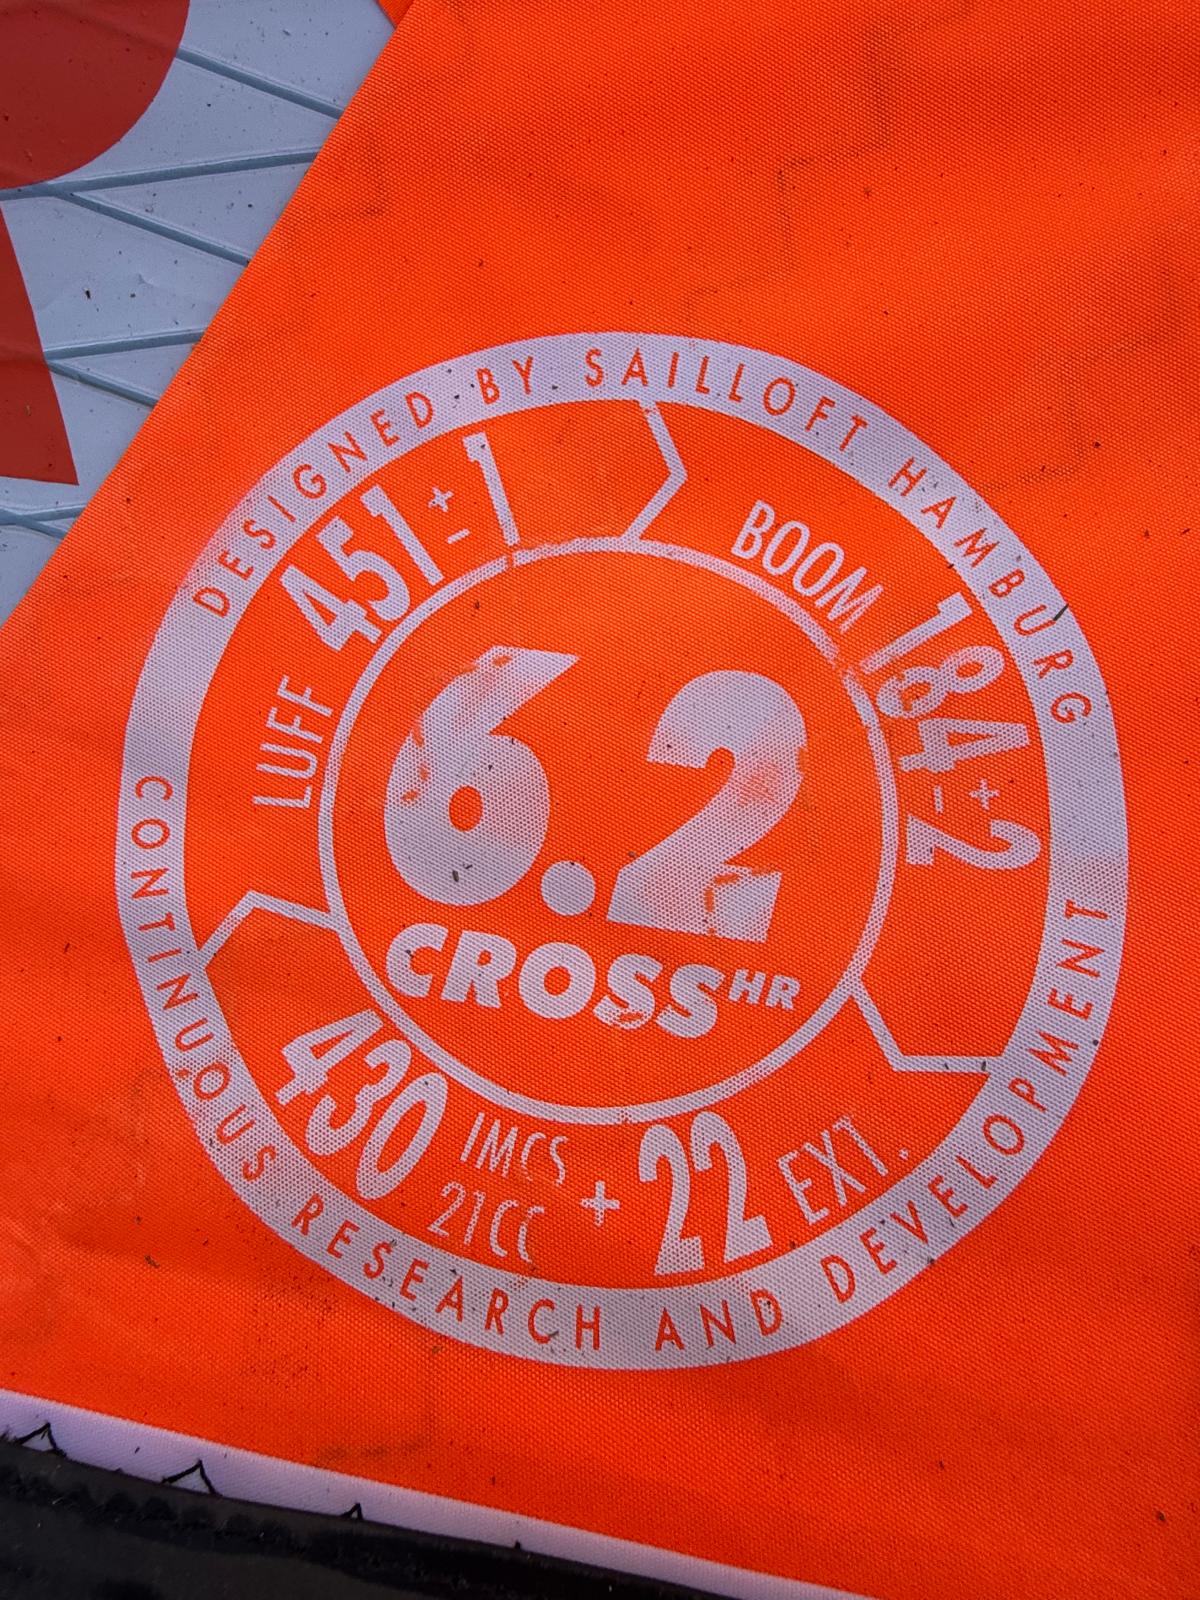 DESIGNED BY SAILLOFT HAMBURG
LUFF 451±1
BOOM 184±2
6.2
CROSS HR
430 IMCS 21CC + 22 EXT.
CONTINUOUS RESEARCH AND DEVELOPMENT